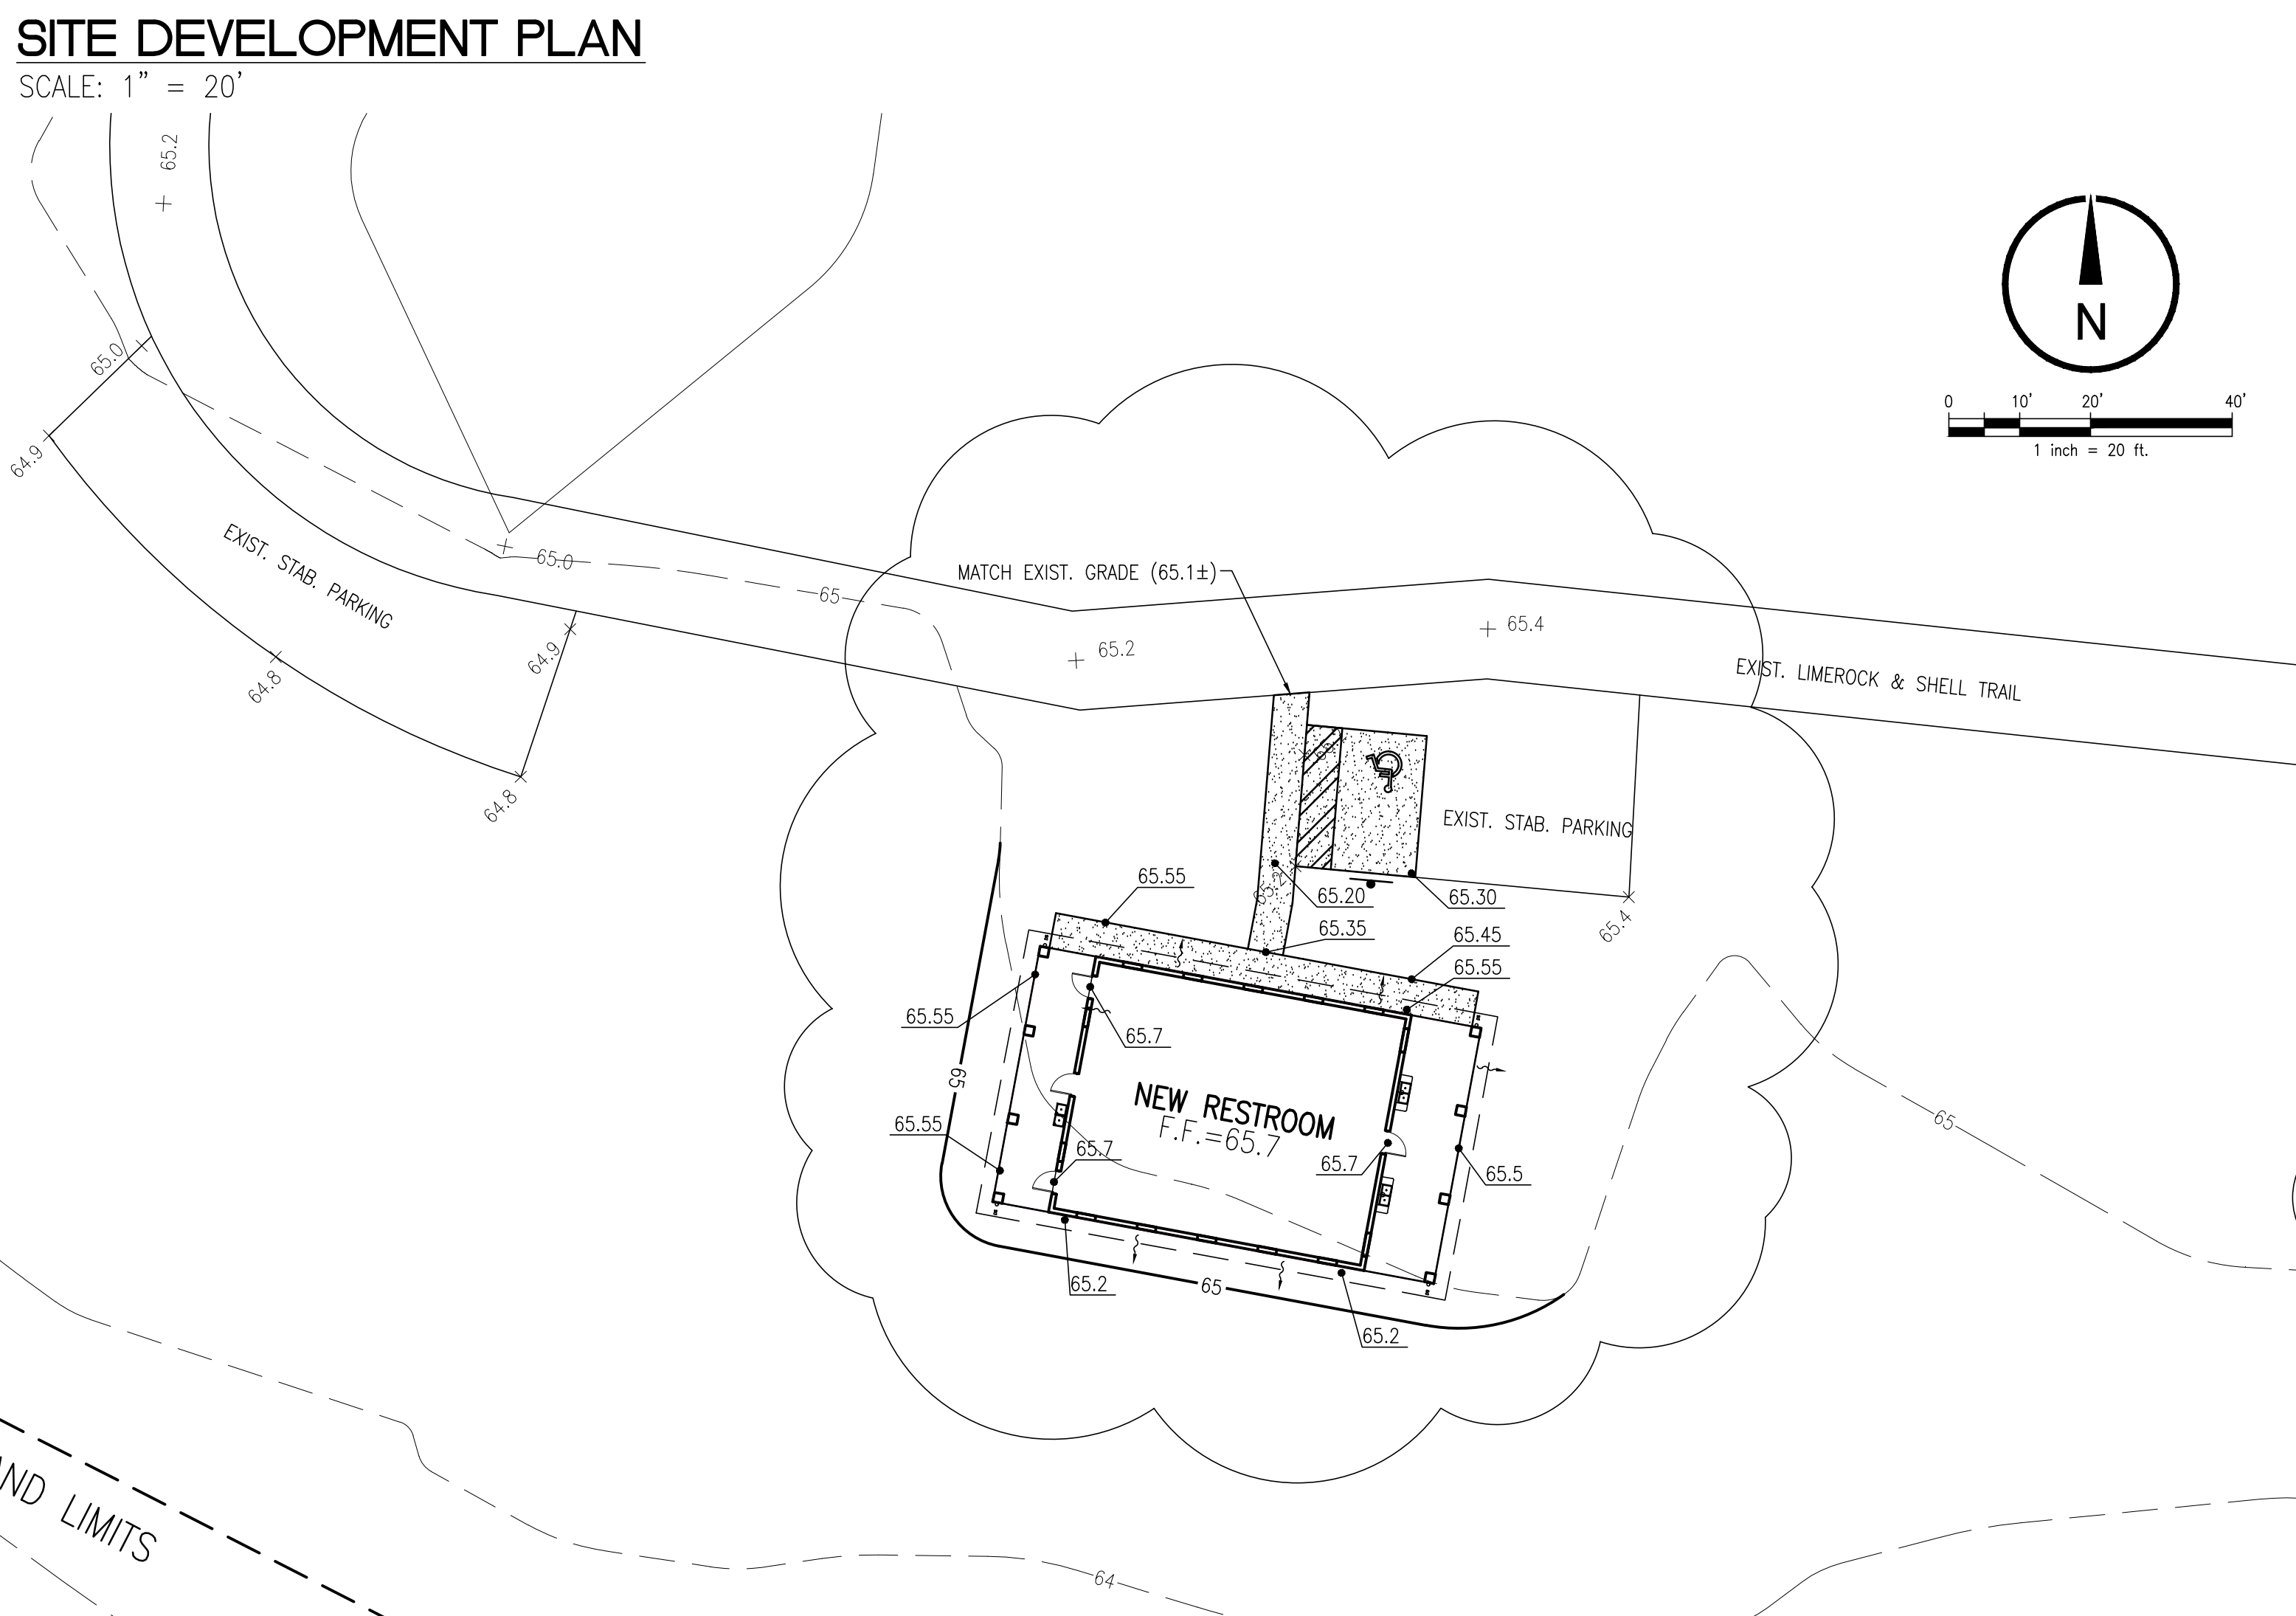 SITE DEVELOPMENT PLAN
SCALE: 1" = 20'
65.2
N
0 10' 20' 40'
1 inch = 20 ft.
65.0
64.9
EXIST. STAB. PARKING
65.0
65
MATCH EXIST. GRADE (65.1±)
65.2
65.4
EXIST. LIMEROCK & SHELL TRAIL
64.9
64.8
64.8
EXIST. STAB. PARKING
65.55
65.2
65.20
65.30
65.4
65.35
65.45
65.55
65.55
65.7
65
NEW RESTROOM
F.F.=65.7
65.55
65.7
65.7
65.5
65
65.2
65
65.2
ND LIMITS
64